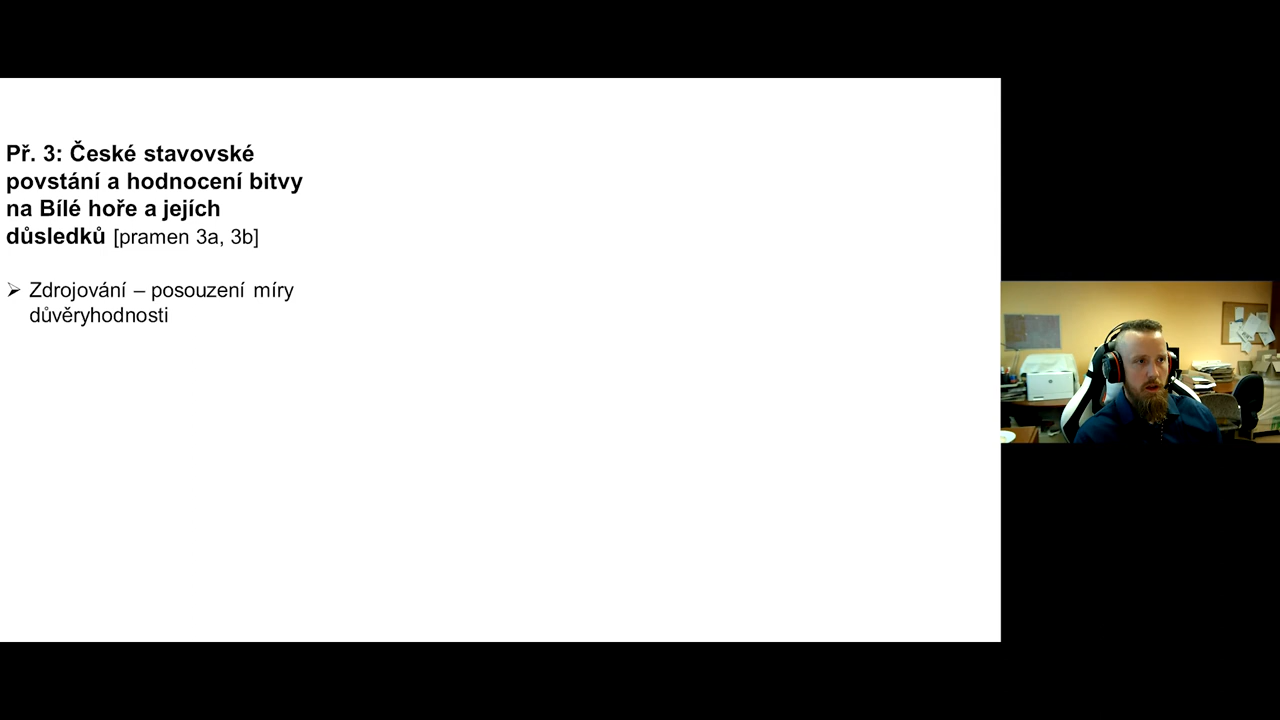 Př. 3: České stavovské
povstání a hodnocení bitvy
na Bílé hoře a jejích
důsledků [pramen 3a, 3b]
➢ Zdrojování – posouzení míry
důvěryhodnosti